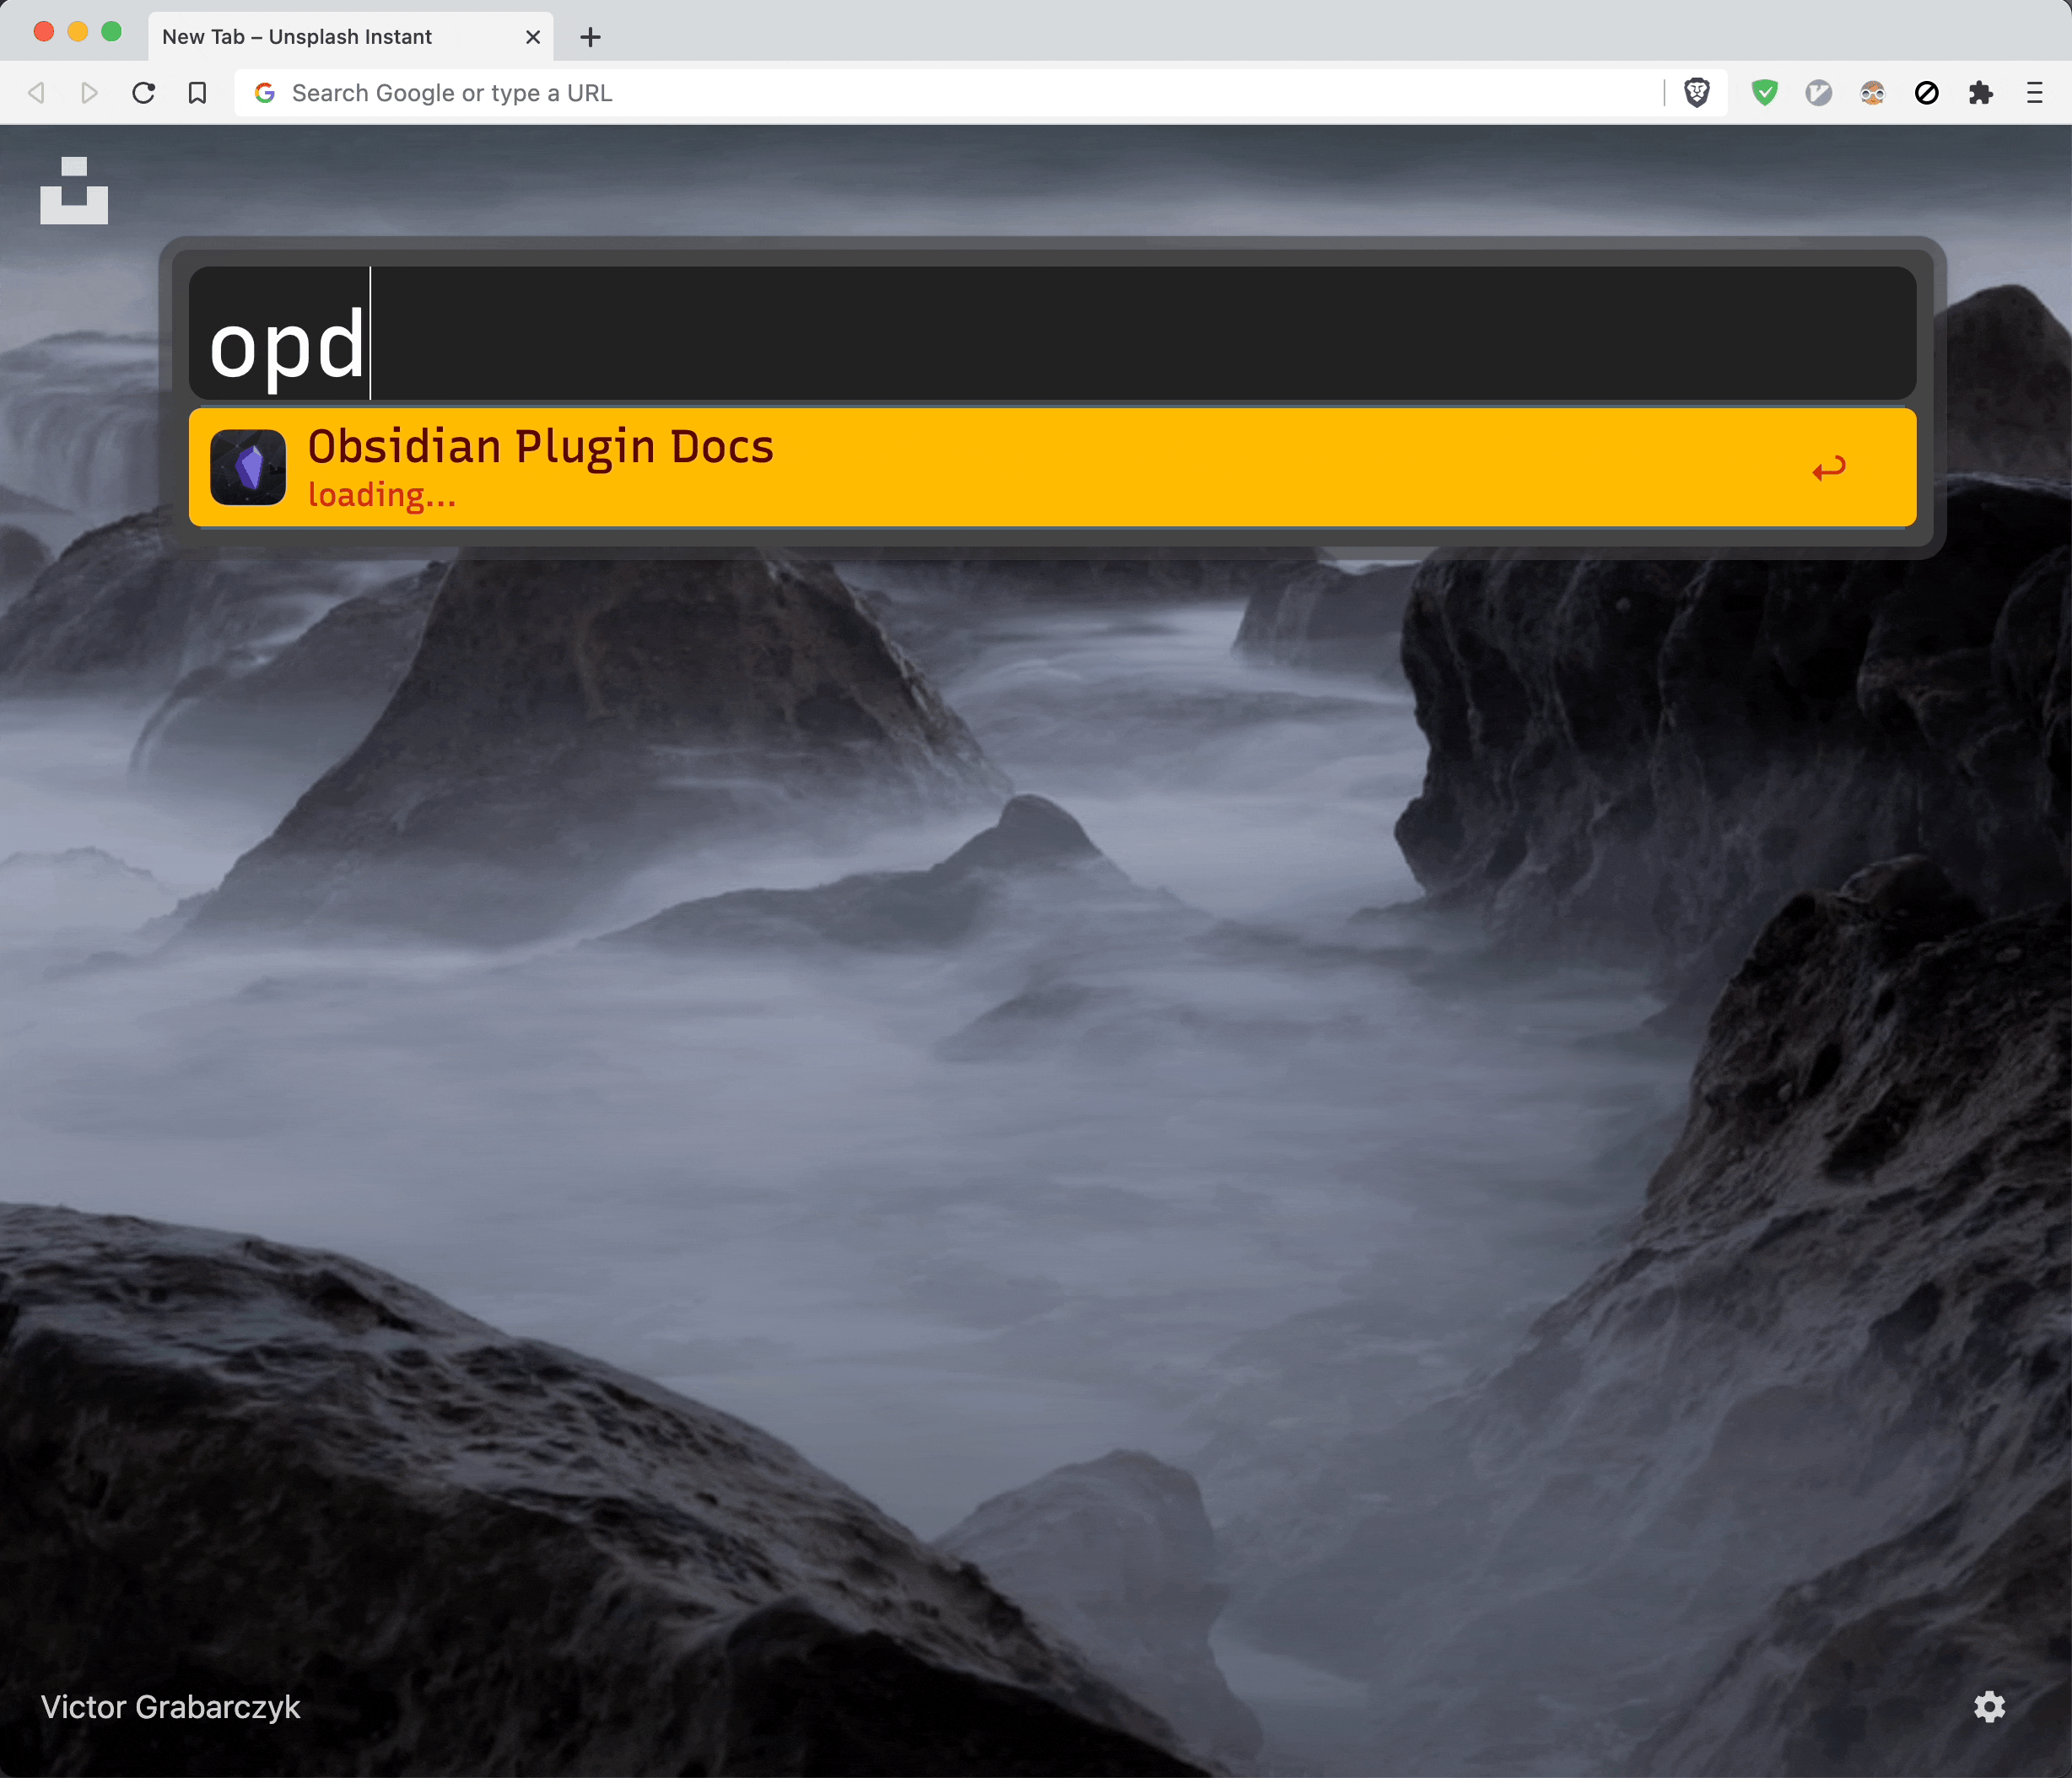 New Tab – Unsplash Instant
Search Google or type a URL
opd
Obsidian Plugin Docs
loading...
Victor Grabarczyk